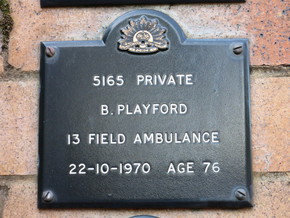 5165 PRIVATE
B. PLAYFORD
13 FIELD AMBULANCE
22-10-1970 AGE 76